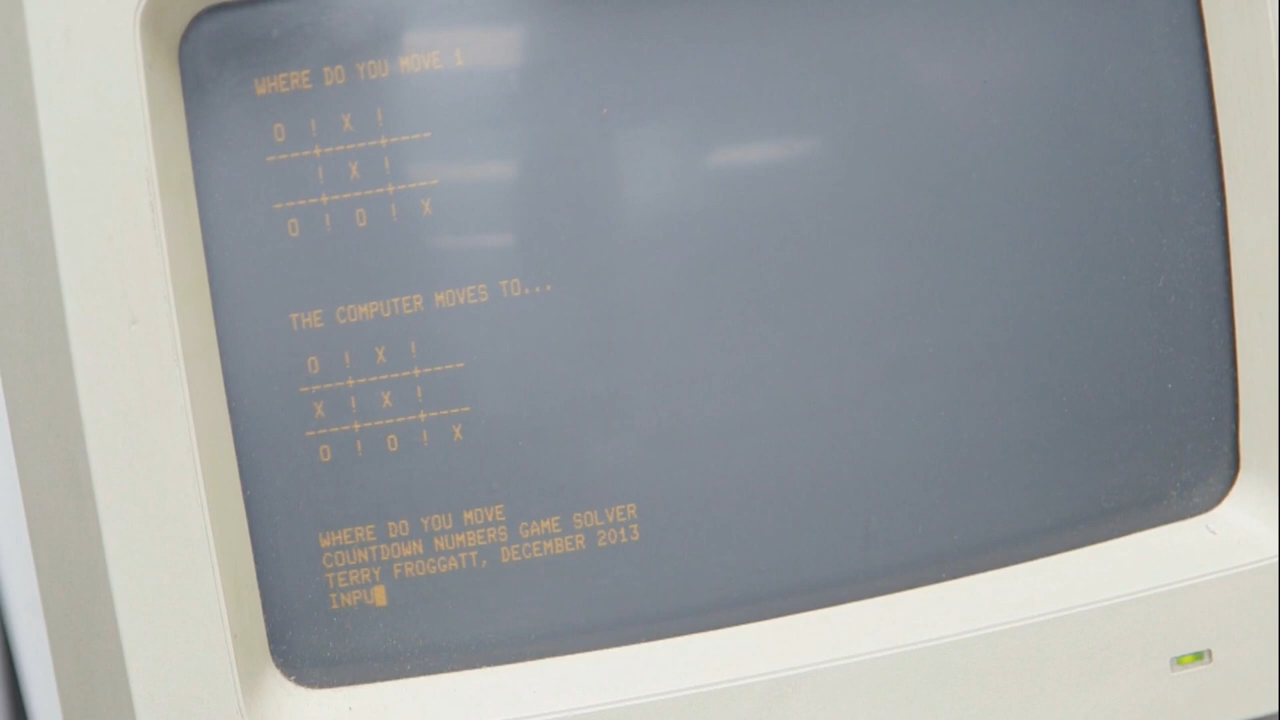 WHERE DO YOU MOVE 1
O ! X !
----+-----+----
! X !
----+-----+----
O ! O ! X
THE COMPUTER MOVES TO...
O ! X !
----+-----+----
X ! X !
----+-----+----
O ! O ! X
WHERE DO YOU MOVE
COUNTDOWN NUMBERS GAME SOLVER
TERRY FROGGATT, DECEMBER 2013
INPU